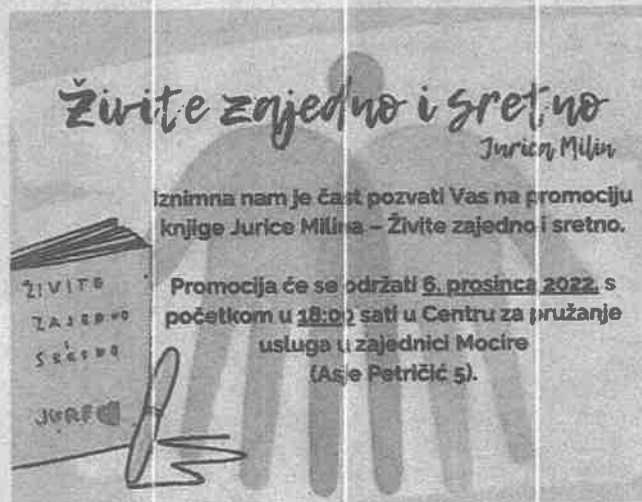 Živite zajedno i sretno
Jurica Milin
Iznimna nam je čast pozvati Vas na promociju
knjige Jurice Milina – Živite zajedno i sretno.
Promocija će se održati 6. prosinca 2022. s
početkom u 18:00 sati u Centru za pružanje
usluga u zajednici Mocire
(Asje Petričić 5).
ŽIVITE
ZAJEDNO
I
SRETNO